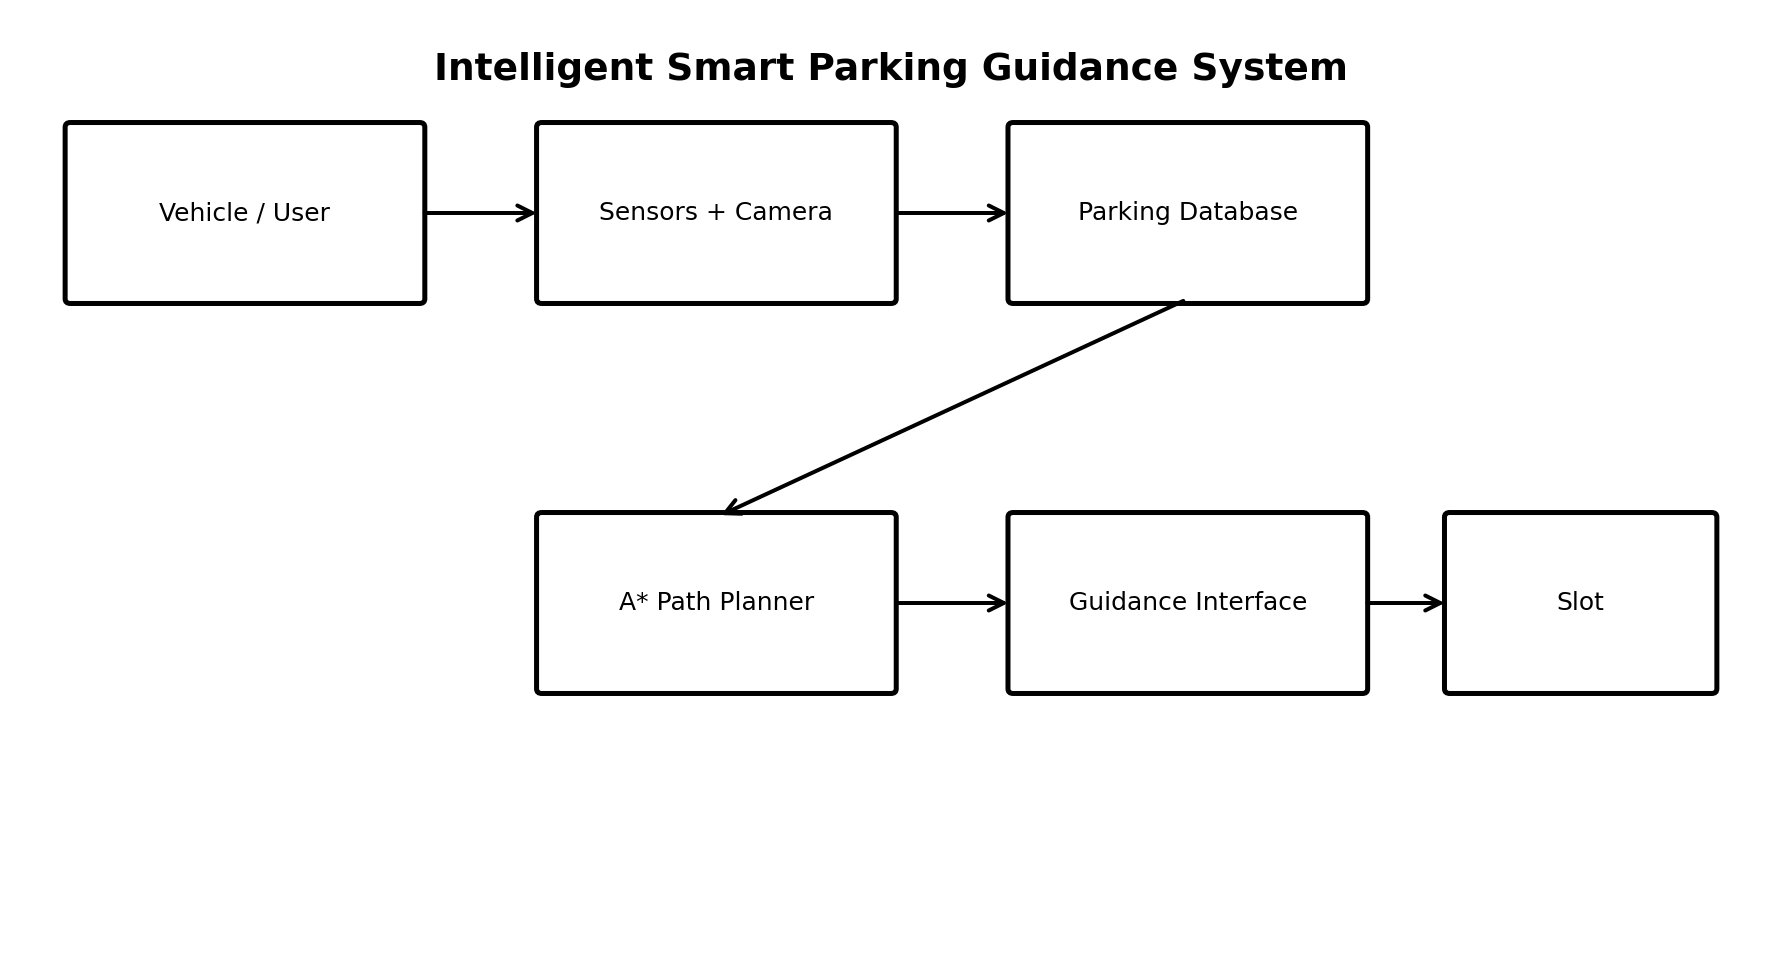 Intelligent Smart Parking Guidance System
Vehicle / User
Sensors + Camera
Parking Database
A* Path Planner
Guidance Interface
Slot